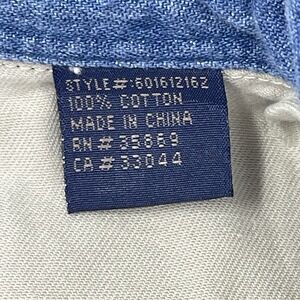 STYLE#:601612162
100% COTTON
MADE IN CHINA
RN # 35869
CA # 33044